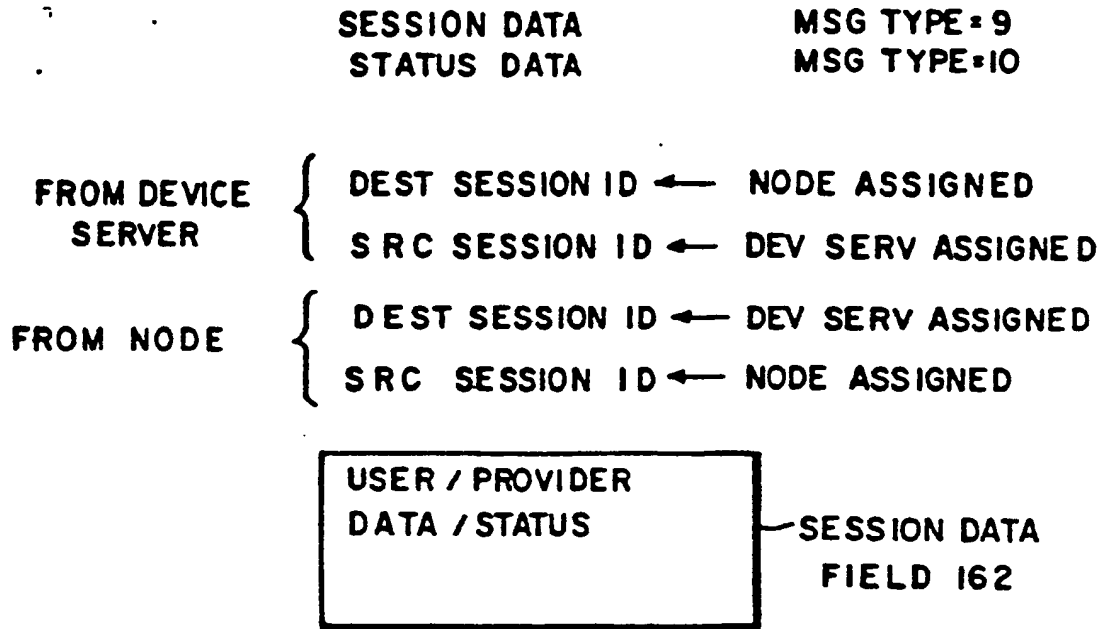 SESSION DATA MSG TYPE=9
STATUS DATA MSG TYPE=10
FROM DEVICE SERVER
DEST SESSION ID ← NODE ASSIGNED
SRC SESSION ID ← DEV SERV ASSIGNED
FROM NODE
DEST SESSION ID ← DEV SERV ASSIGNED
SRC SESSION ID ← NODE ASSIGNED
USER / PROVIDER
DATA / STATUS
SESSION DATA
FIELD 162